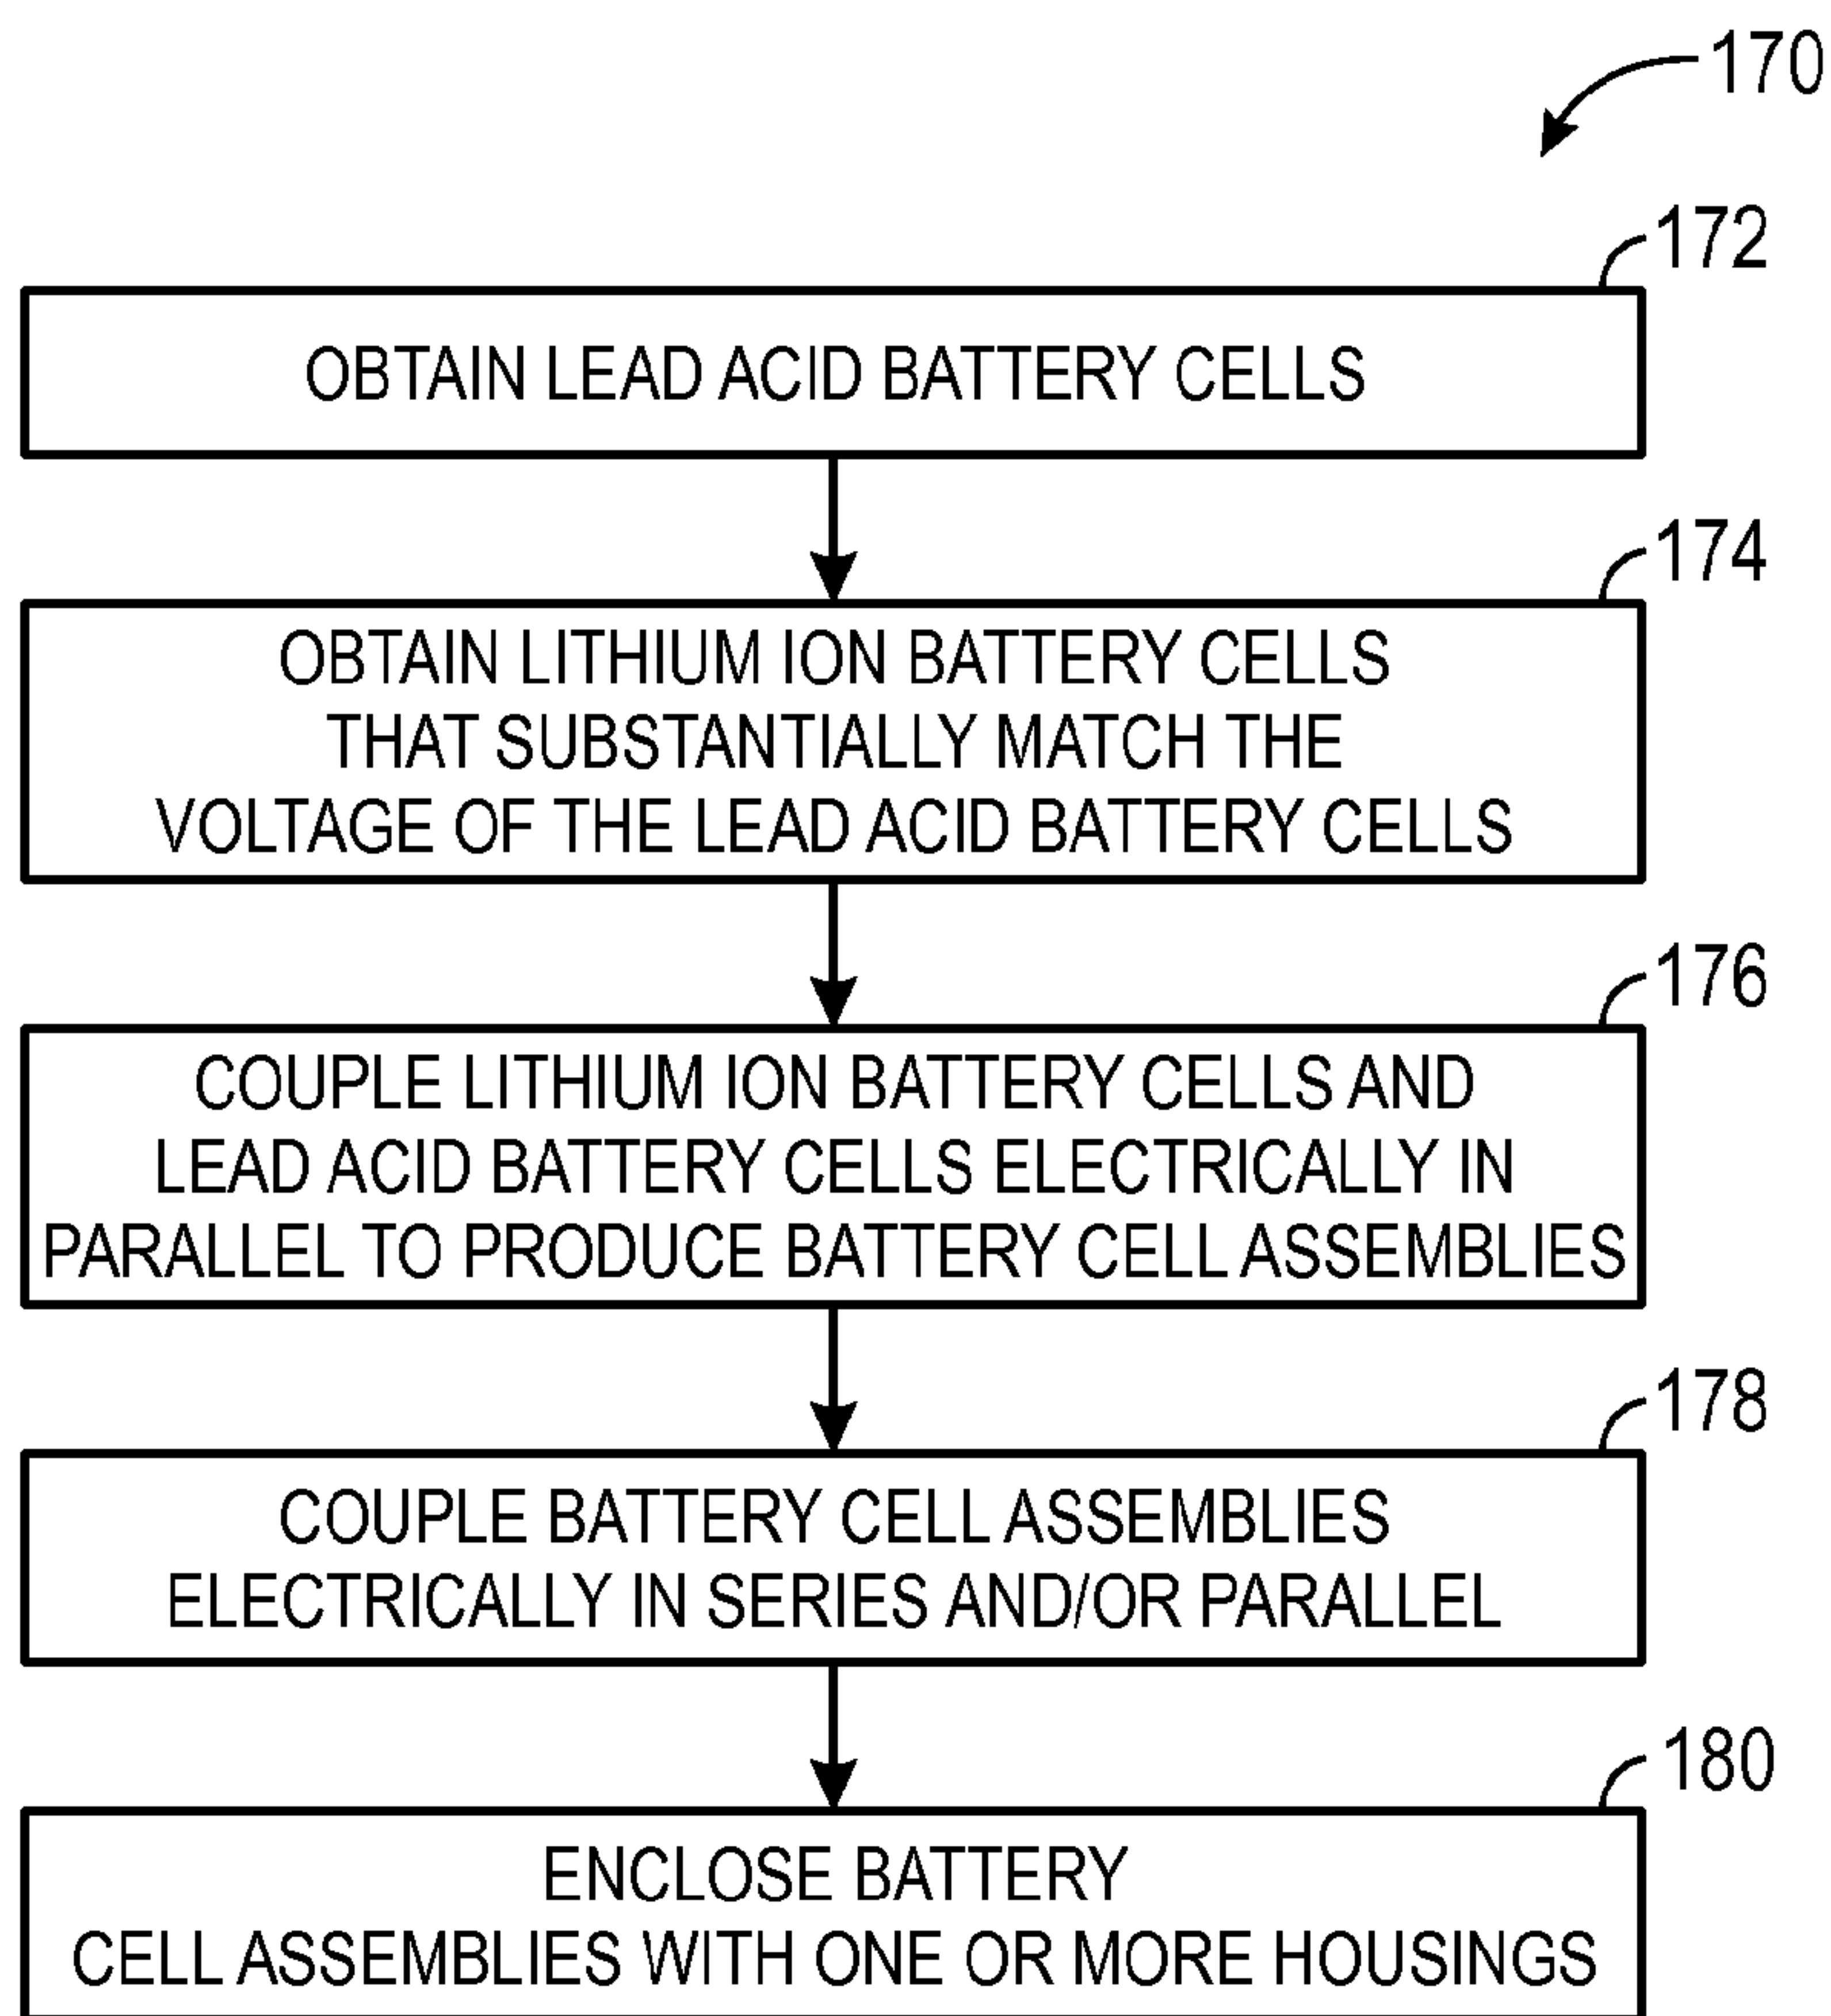 170
172
OBTAIN LEAD ACID BATTERY CELLS
174
OBTAIN LITHIUM ION BATTERY CELLS
THAT SUBSTANTIALLY MATCH THE
VOLTAGE OF THE LEAD ACID BATTERY CELLS
176
COUPLE LITHIUM ION BATTERY CELLS AND
LEAD ACID BATTERY CELLS ELECTRICALLY IN
PARALLEL TO PRODUCE BATTERY CELL ASSEMBLIES
178
COUPLE BATTERY CELL ASSEMBLIES
ELECTRICALLY IN SERIES AND/OR PARALLEL
180
ENCLOSE BATTERY
CELL ASSEMBLIES WITH ONE OR MORE HOUSINGS